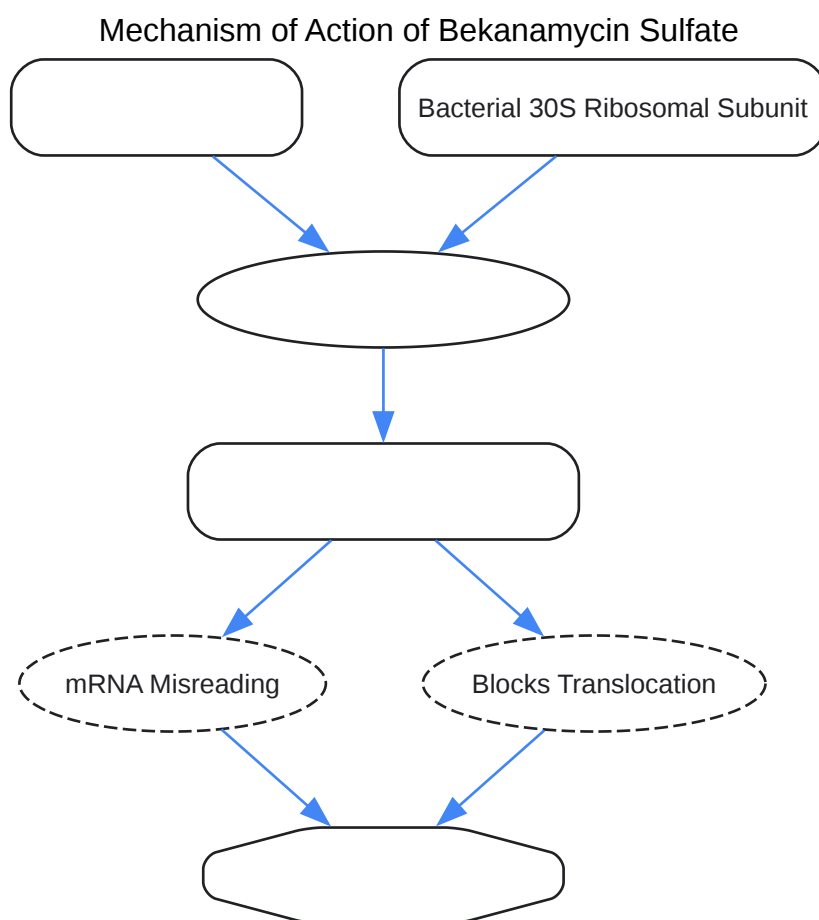 Mechanism of Action of Bekanamycin Sulfate
Bacterial 30S Ribosomal Subunit
mRNA Misreading
Blocks Translocation